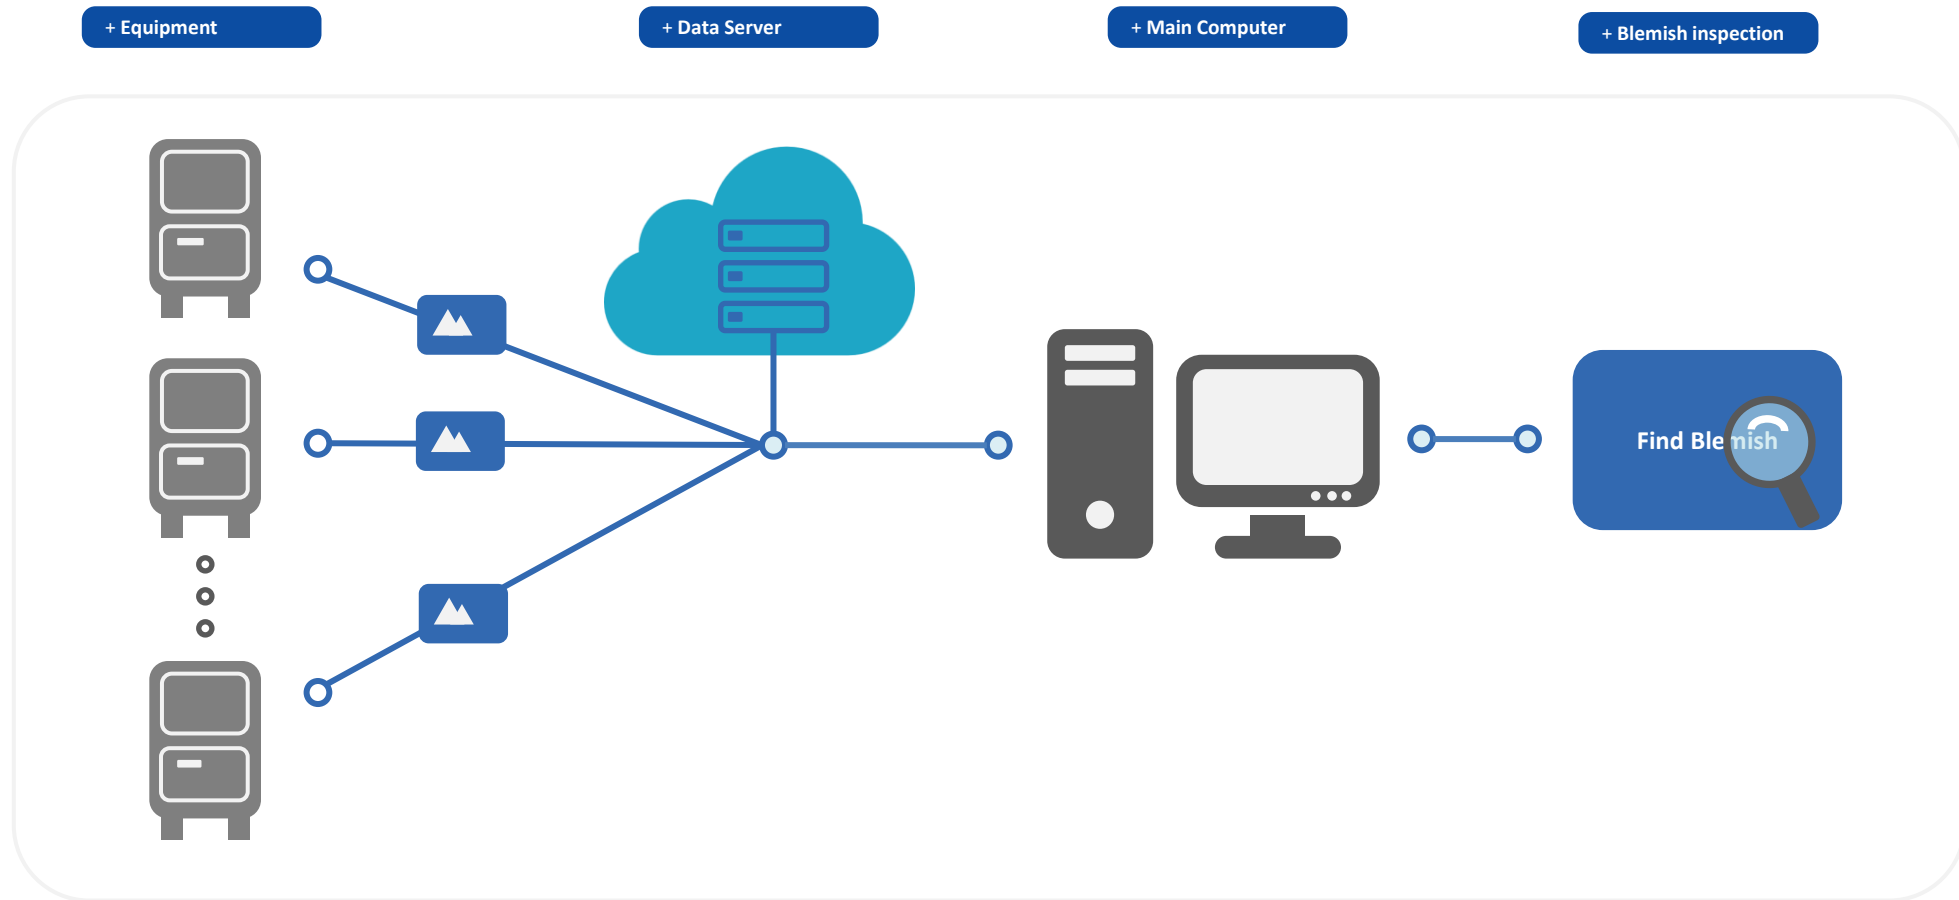 + Equipment
+ Data Server
+ Main Computer
+ Blemish inspection
Find Blemish